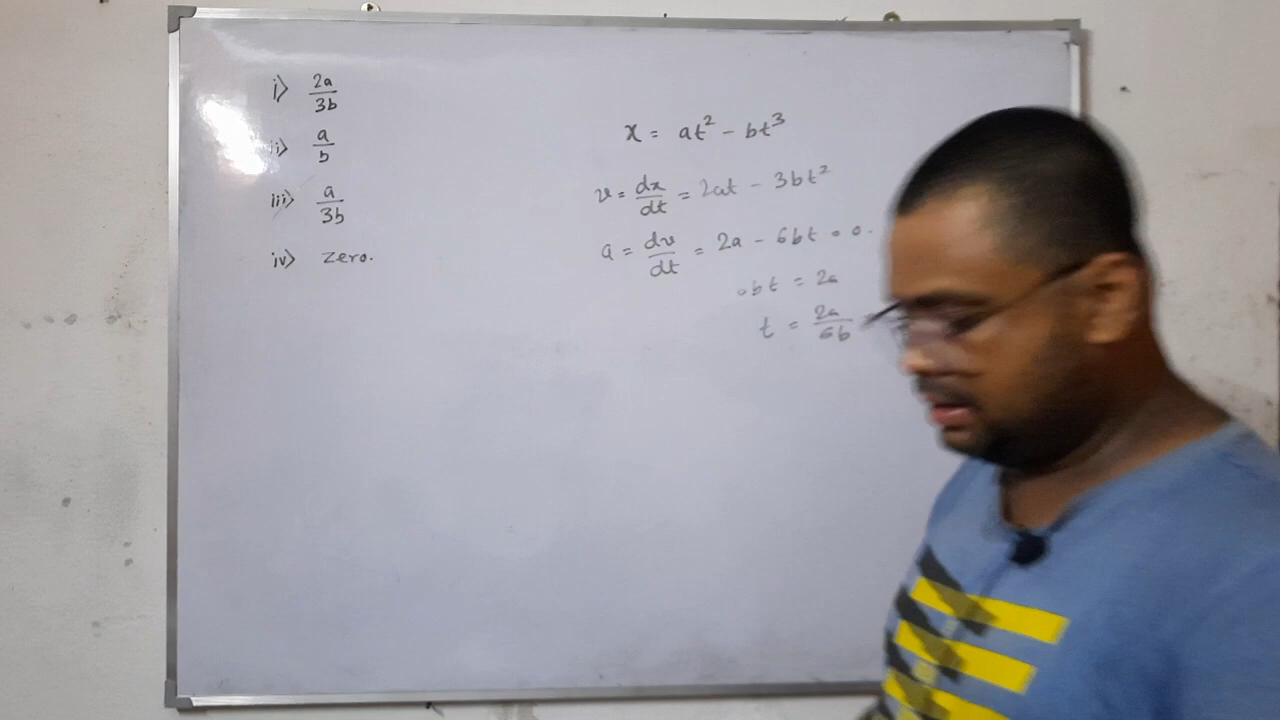 i) 2a/3b
ii) a/b
iii) a/3b
iv) zero.
x = at² - bt³
v = dx/dt = 2at - 3bt²
a = dv/dt = 2a - 6bt = 0.
6bt = 2a
t = 2a/6b